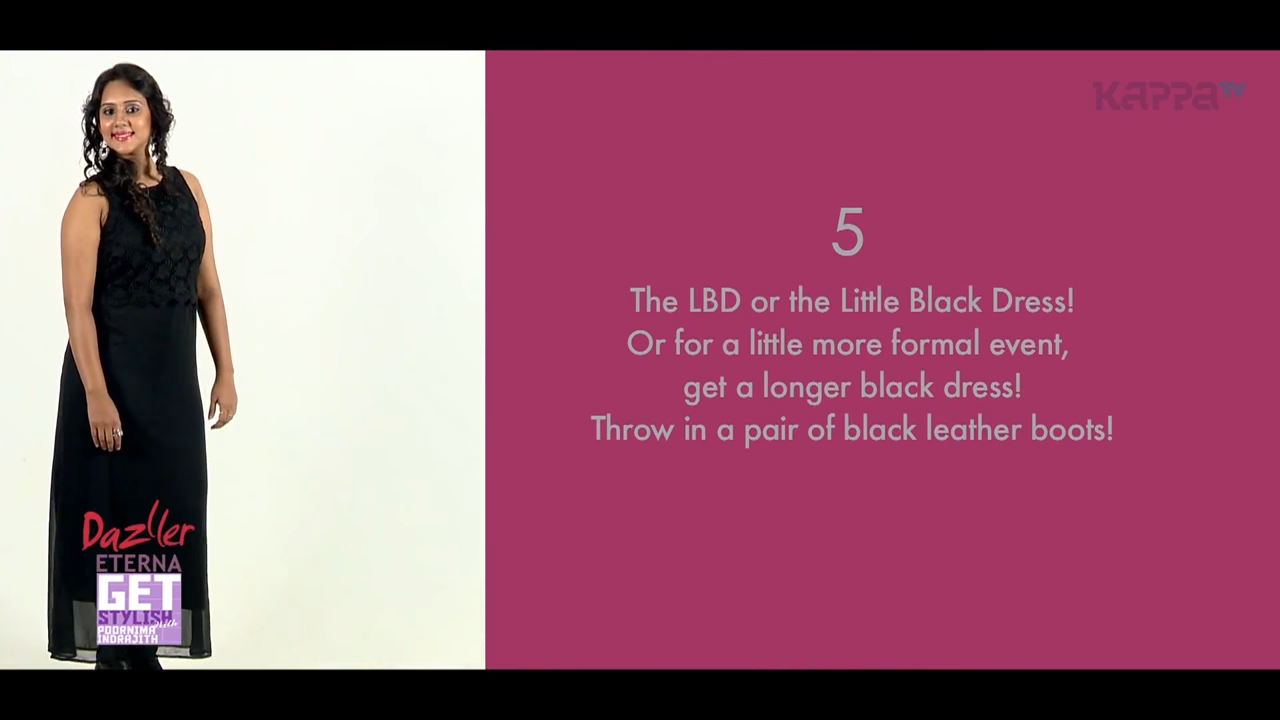 KAPPA TV
5
The LBD or the Little Black Dress!
Or for a little more formal event,
get a longer black dress!
Throw in a pair of black leather boots!
Dazller
ETERNA
GET
STYLISH
with
POORNIMA
INDRAJITH